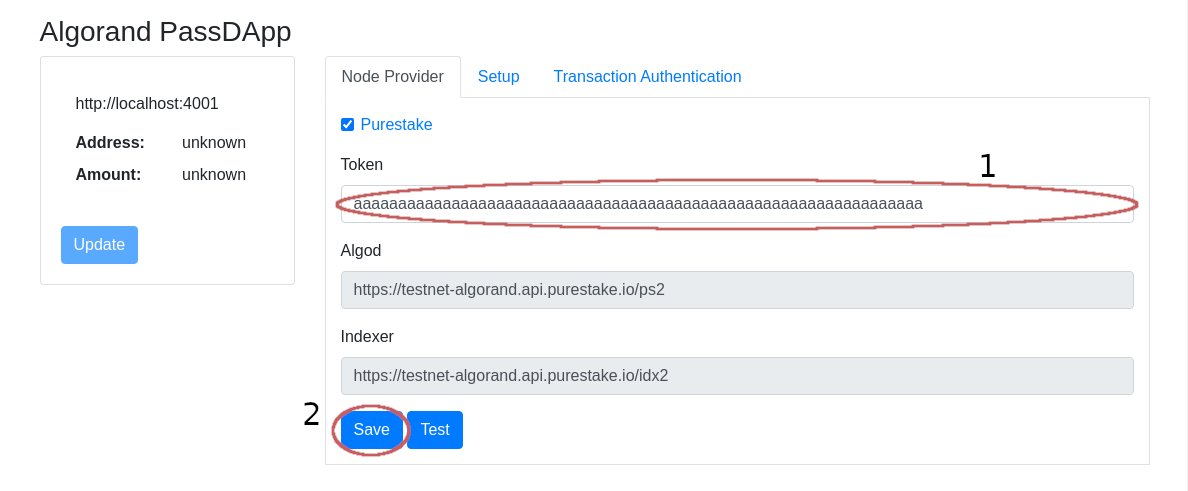 Algorand PassDApp
http://localhost:4001
Address: unknown
Amount: unknown
Update
Node Provider Setup Transaction Authentication
Purestake
Token
1
aaaaaaaaaaaaaaaaaaaaaaaaaaaaaaaaaaaaaaaaaaaaaaaaaaaaaaaaaaaaaaaa
Algod
https://testnet-algorand.api.purestake.io/ps2
Indexer
https://testnet-algorand.api.purestake.io/idx2
2
Save Test